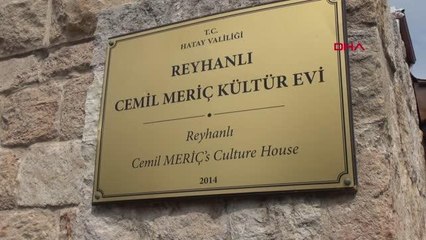 DHA
T.C.
HATAY VALİLİĞİ
REYHANLI
CEMİL MERİÇ KÜLTÜR EVİ
Reyhanlı
Cemil MERİÇ's Culture House
2014